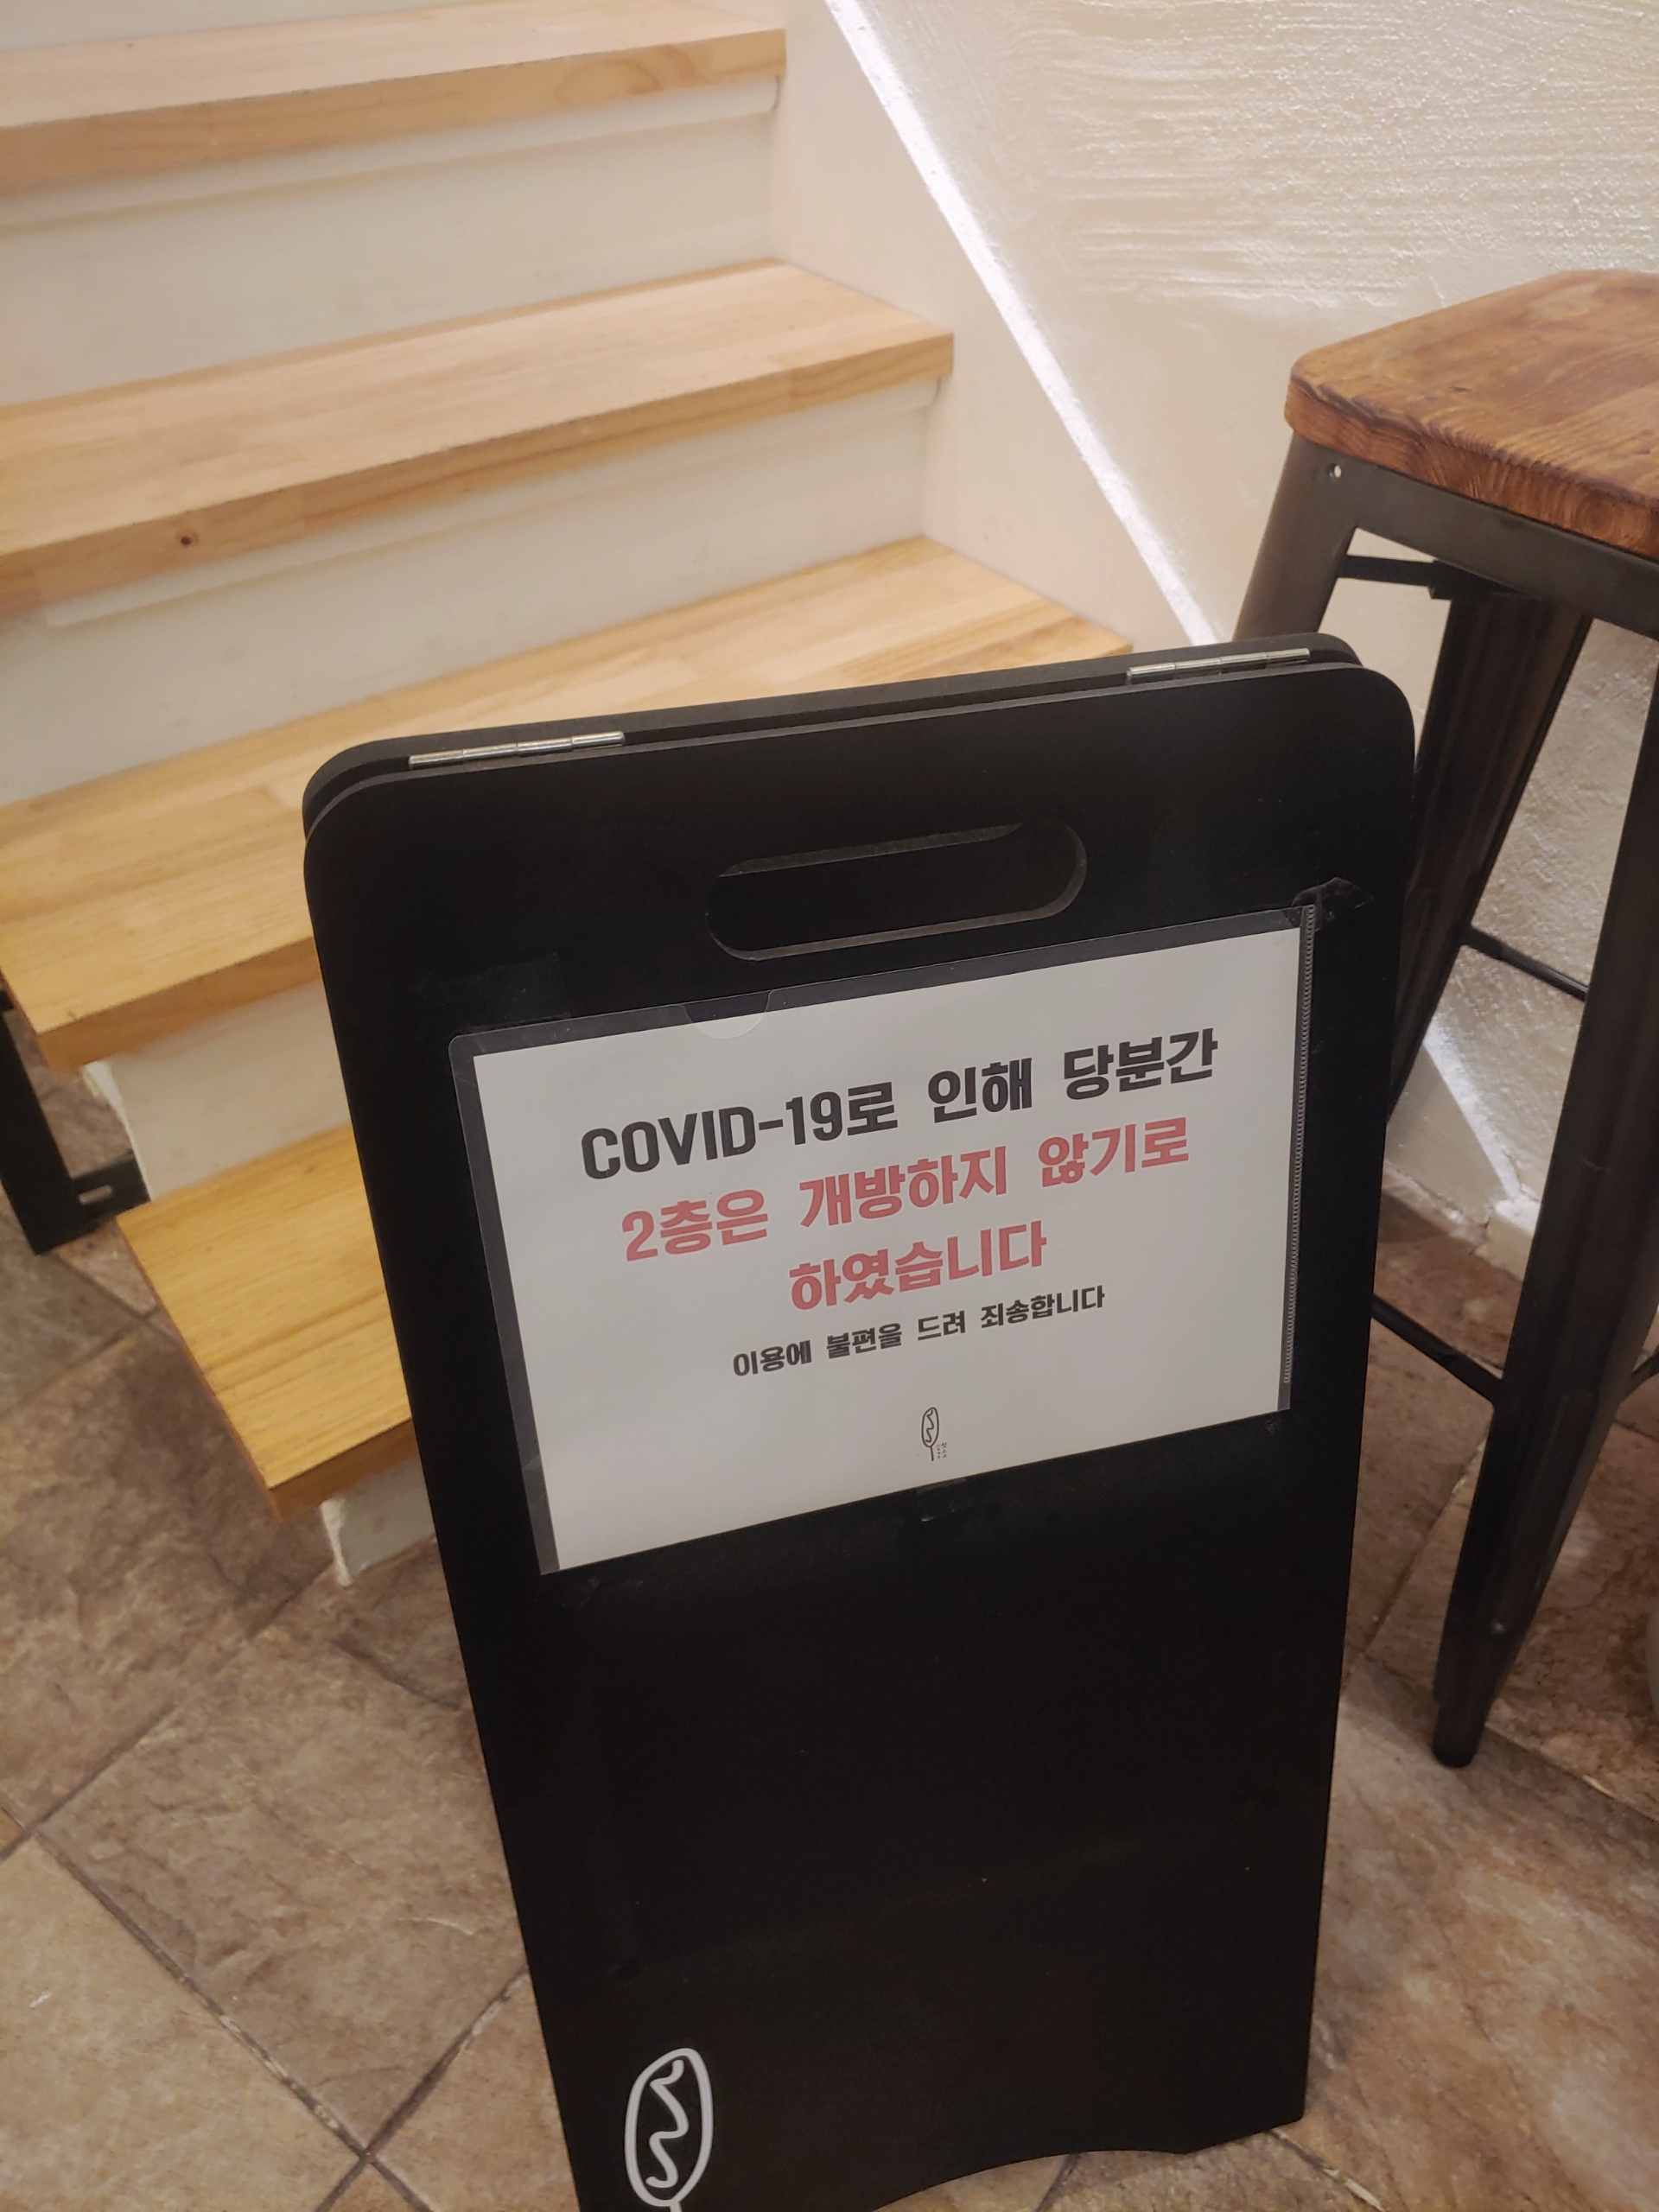 COVID-19로 인해 당분간
2층은 개방하지 않기로
하였습니다
이용에 불편을 드려 죄송합니다